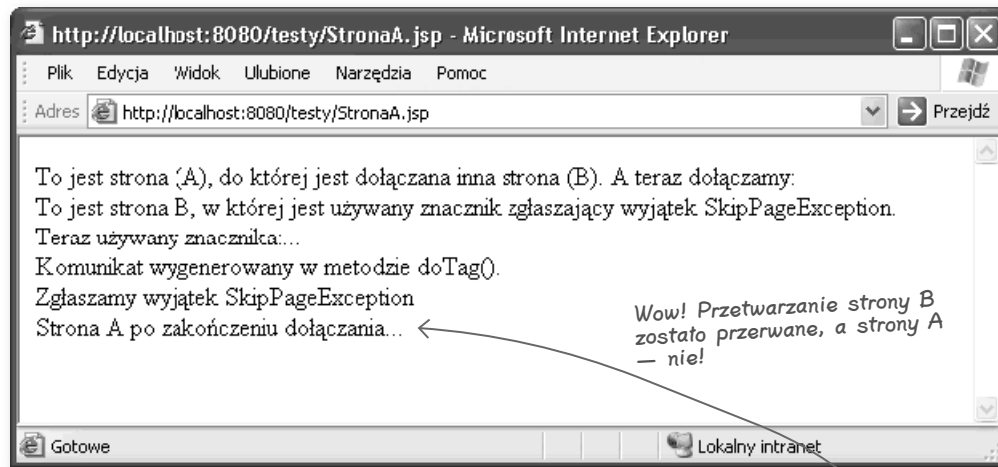 http://localhost:8080/testy/StronaA.jsp - Microsoft Internet Explorer
Plik Edycja Widok Ulubione Narzędzia Pomoc
Adres http://localhost:8080/testy/StronaA.jsp Przejdź
To jest strona (A), do której jest dołączana inna strona (B). A teraz dołączamy:
To jest strona B, w której jest używany znacznik zgłaszający wyjątek SkipPageException.
Teraz używany znacznika:...
Komunikat wygenerowany w metodzie doTag().
Zgłaszamy wyjątek SkipPageException
Strona A po zakończeniu dołączania...
Wow! Przetwarzanie strony B
zostało przerwane, a strony A
— nie!
Gotowe Lokalny intranet